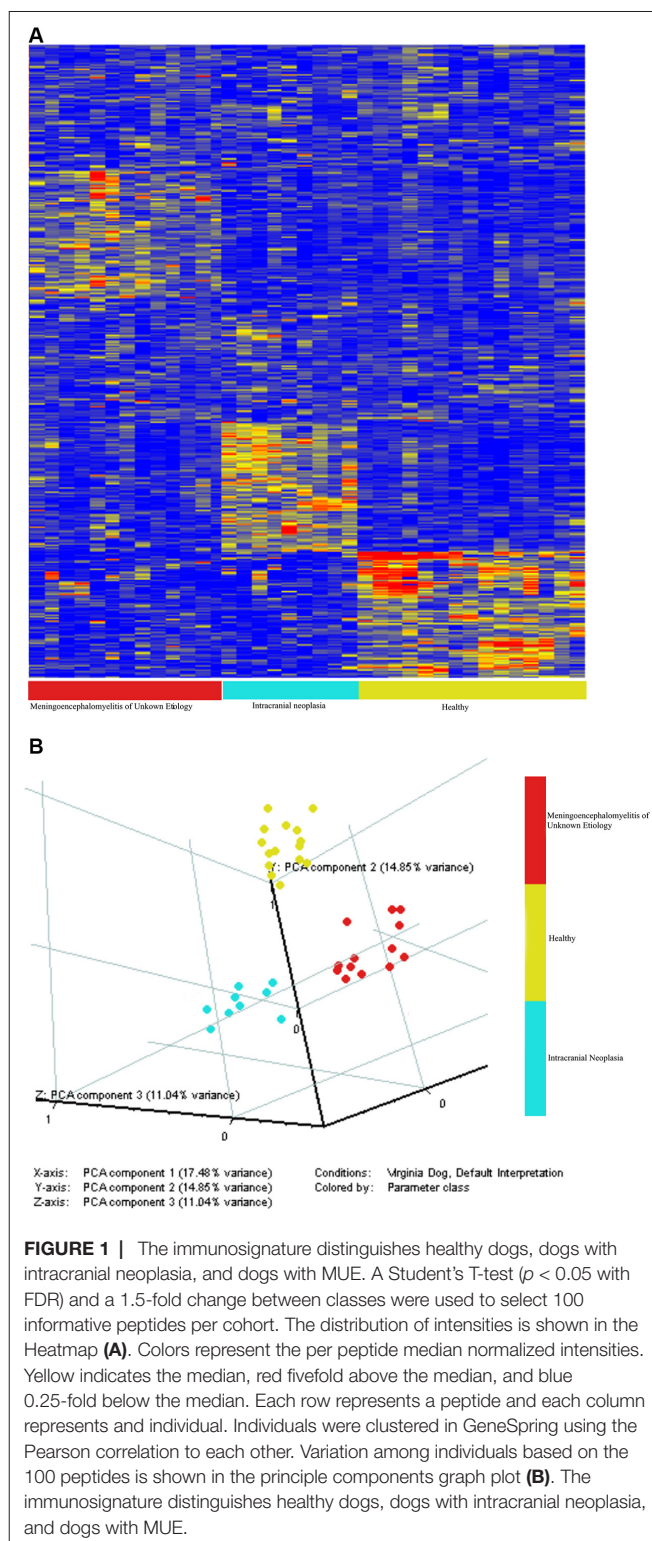 A
Meningoencephalomyelitis of Unkown Etiology
Intracranial neoplasia
Healthy
B
Y: PCA component 2 (14.85% variance)
1
0
Z: PCA component 3 (11.04% variance)
1
0
0
Meningoencephalomyelitis of
Unknown Etiology
Healthy
Intracranial Neoplasia
X-axis: PCA component 1 (17.48% variance)
Y-axis: PCA component 2 (14.85% variance)
Z-axis: PCA component 3 (11.04% variance)
Conditions: Virginia Dog, Default Interpretation
Colored by: Parameter class
FIGURE 1 | The immunosignature distinguishes healthy dogs, dogs with
intracranial neoplasia, and dogs with MUE. A Student's T-test (p < 0.05 with
FDR) and a 1.5-fold change between classes were used to select 100
informative peptides per cohort. The distribution of intensities is shown in the
Heatmap (A). Colors represent the per peptide median normalized intensities.
Yellow indicates the median, red fivefold above the median, and blue
0.25-fold below the median. Each row represents a peptide and each column
represents and individual. Individuals were clustered in GeneSpring using the
Pearson correlation to each other. Variation among individuals based on the
100 peptides is shown in the principle components graph plot (B). The
immunosignature distinguishes healthy dogs, dogs with intracranial neoplasia,
and dogs with MUE.